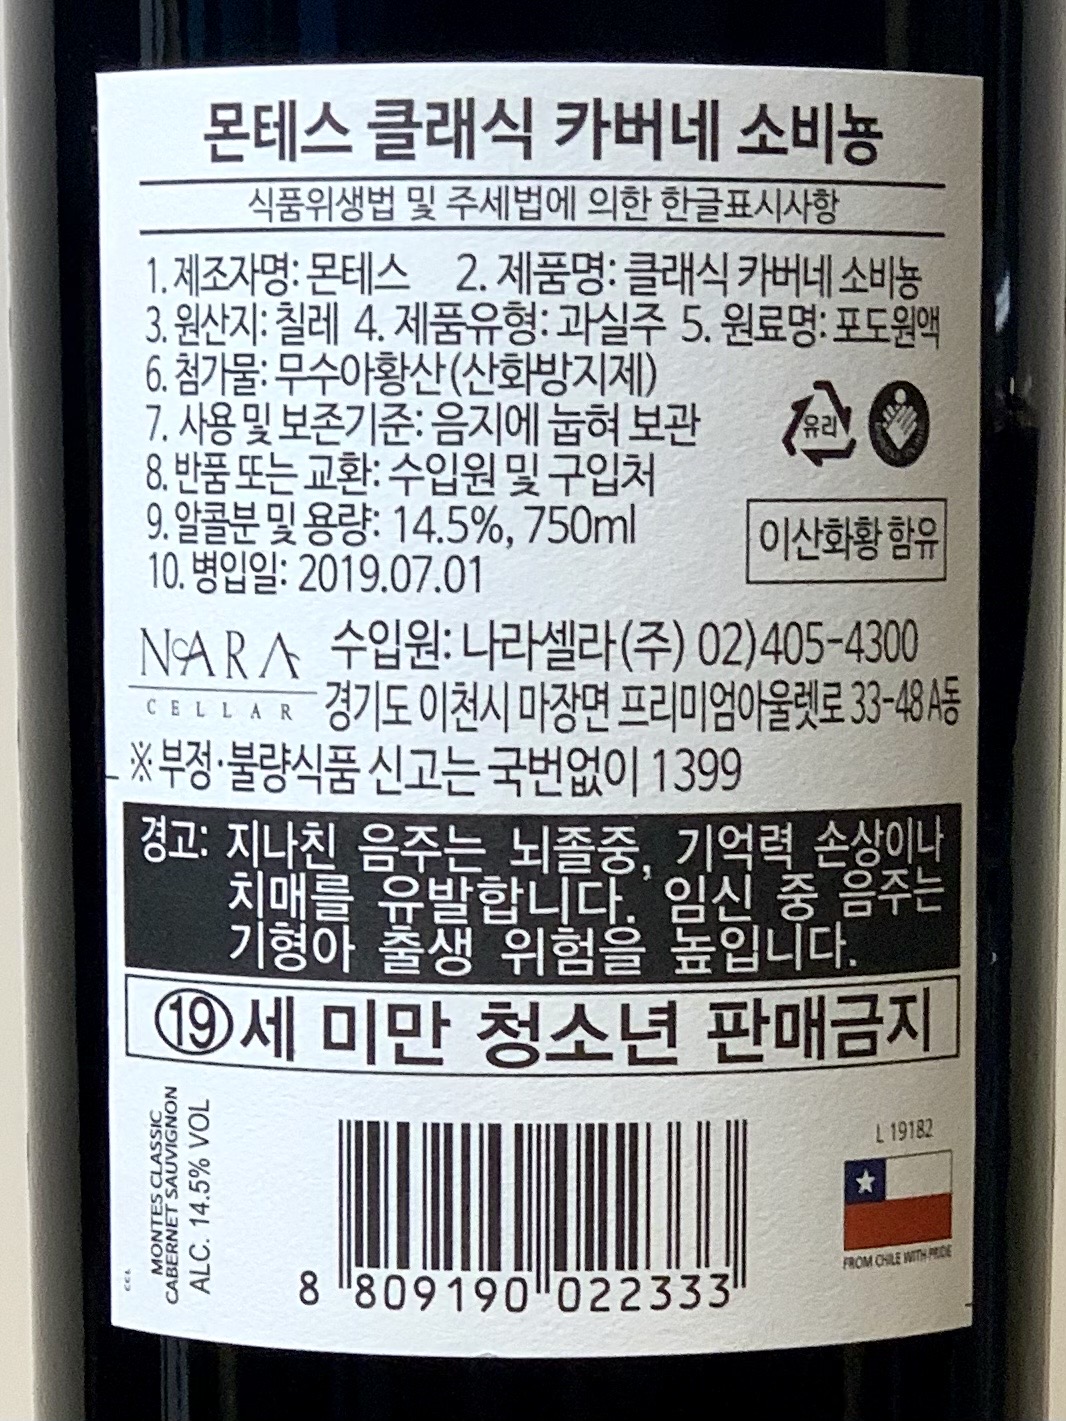 몬테스 클래식 카버네 소비뇽
식품위생법 및 주세법에 의한 한글표시사항
1. 제조자명: 몬테스 2. 제품명: 클래식 카버네 소비뇽
3. 원산지: 칠레 4. 제품유형: 과실주 5. 원료명: 포도원액
6. 첨가물: 무수아황산(산화방지제)
7. 사용 및 보존기준: 음지에 눕혀 보관
유리
8. 반품 또는 교환: 수입원 및 구입처
9. 알콜분 및 용량: 14.5%, 750ml
이산화황 함유
10. 병입일: 2019.07.01
NARA
CELLAR
수입원: 나라셀라(주) 02)405-4300
경기도 이천시 마장면 프리미엄아울렛로 33-48 A동
※ 부정·불량식품 신고는 국번없이 1399
경고: 지나친 음주는 뇌졸중, 기억력 손상이나
치매를 유발합니다. 임신 중 음주는
기형아 출생 위험을 높입니다.
19세 미만 청소년 판매금지
MONTES CLASSIC
CABERNET SAUVIGNON
ALC. 14.5% VOL
8 809190 022333
L 19182
FROM CHILE WITH PRIDE